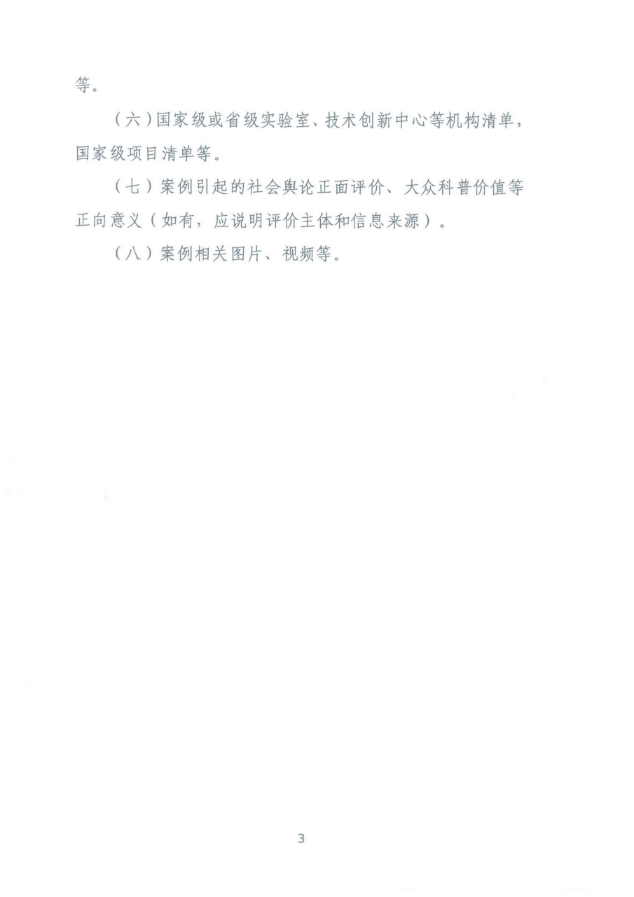 等。
（六）国家级或省级实验室、技术创新中心等机构清单，
国家级项目清单等。
（七）案例引起的社会舆论正面评价、大众科普价值等
正向意义（如有，应说明评价主体和信息来源）。
（八）案例相关图片、视频等。
3